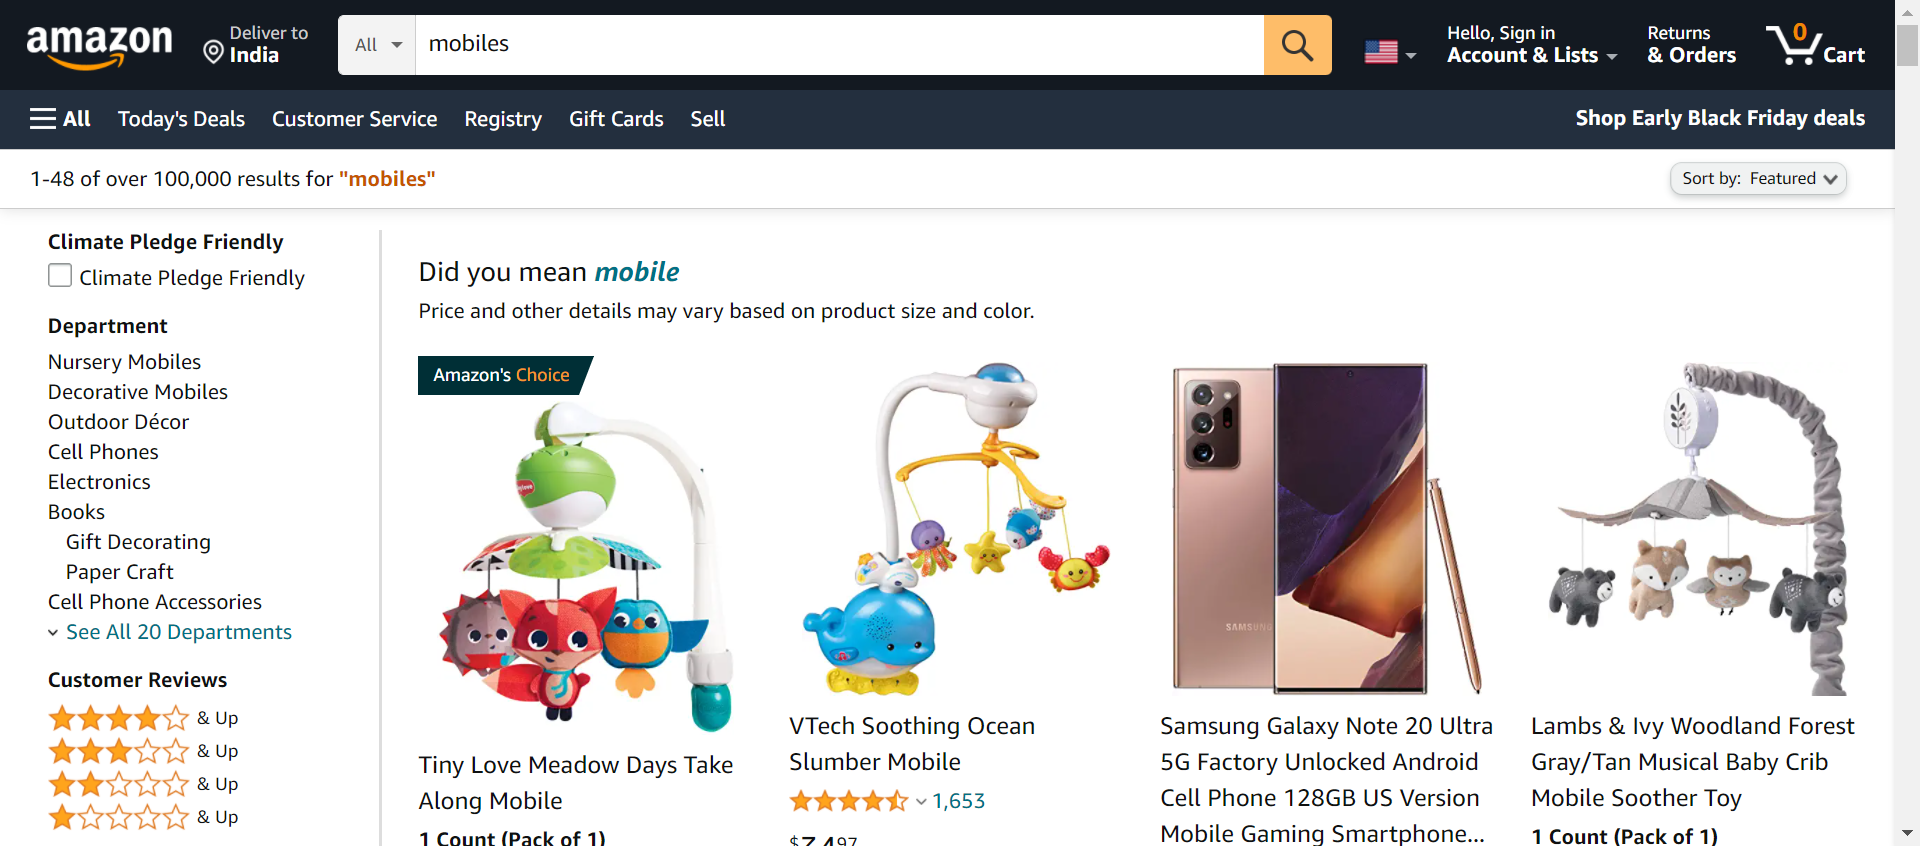 amazon
Deliver to
India
All
mobiles
Hello, Sign in
Account & Lists
Returns
& Orders
0
Cart
All
Today's Deals
Customer Service
Registry
Gift Cards
Sell
Shop Early Black Friday deals
1-48 of over 100,000 results for "mobiles"
Sort by: Featured
Climate Pledge Friendly
Climate Pledge Friendly
Department
Nursery Mobiles
Decorative Mobiles
Outdoor Décor
Cell Phones
Electronics
Books
Gift Decorating
Paper Craft
Cell Phone Accessories
See All 20 Departments
Customer Reviews
& Up
& Up
& Up
& Up
Did you mean mobile
Price and other details may vary based on product size and color.
Amazon's Choice
Tiny Love Meadow Days Take
Along Mobile
1 Count (Pack of 1)
VTech Soothing Ocean
Slumber Mobile
1,653
SAMSUNG
Samsung Galaxy Note 20 Ultra
5G Factory Unlocked Android
Cell Phone 128GB US Version
Mobile Gaming Smartphone...
Lambs & Ivy Woodland Forest
Gray/Tan Musical Baby Crib
Mobile Soother Toy
1 Count (Pack of 1)